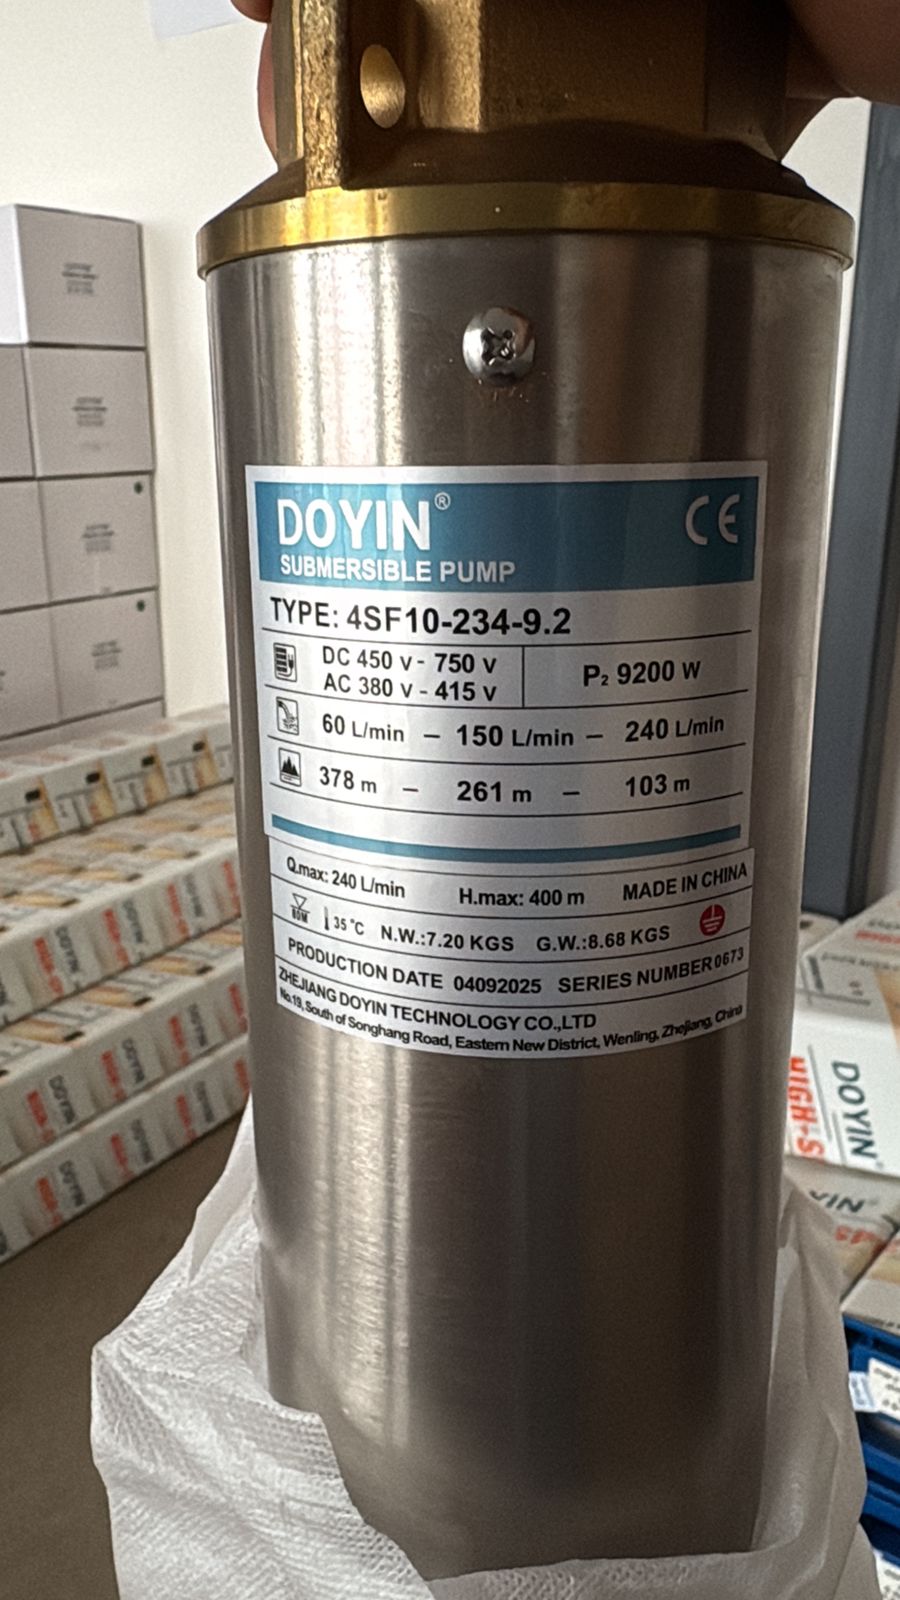 DOYIN®
CE
SUBMERSIBLE PUMP
TYPE: 4SF10-234-9.2
DC 450 V - 750 V
AC 380 V - 415 V
P₂ 9200 W
60 L/min – 150 L/min – 240 L/min
378 m – 261 m – 103 m
Q.max: 240 L/min H.max: 400 m MADE IN CHINA
80M 35°C N.W.:7.20 KGS G.W.:8.68 KGS
PRODUCTION DATE 04092025 SERIES NUMBER 0673
ZHEJIANG DOYIN TECHNOLOGY CO.,LTD
No.19, South of Songhang Road, Eastern New District, Wenling, Zhejiang, China
DOYIN
HIGH-S
DOYIN